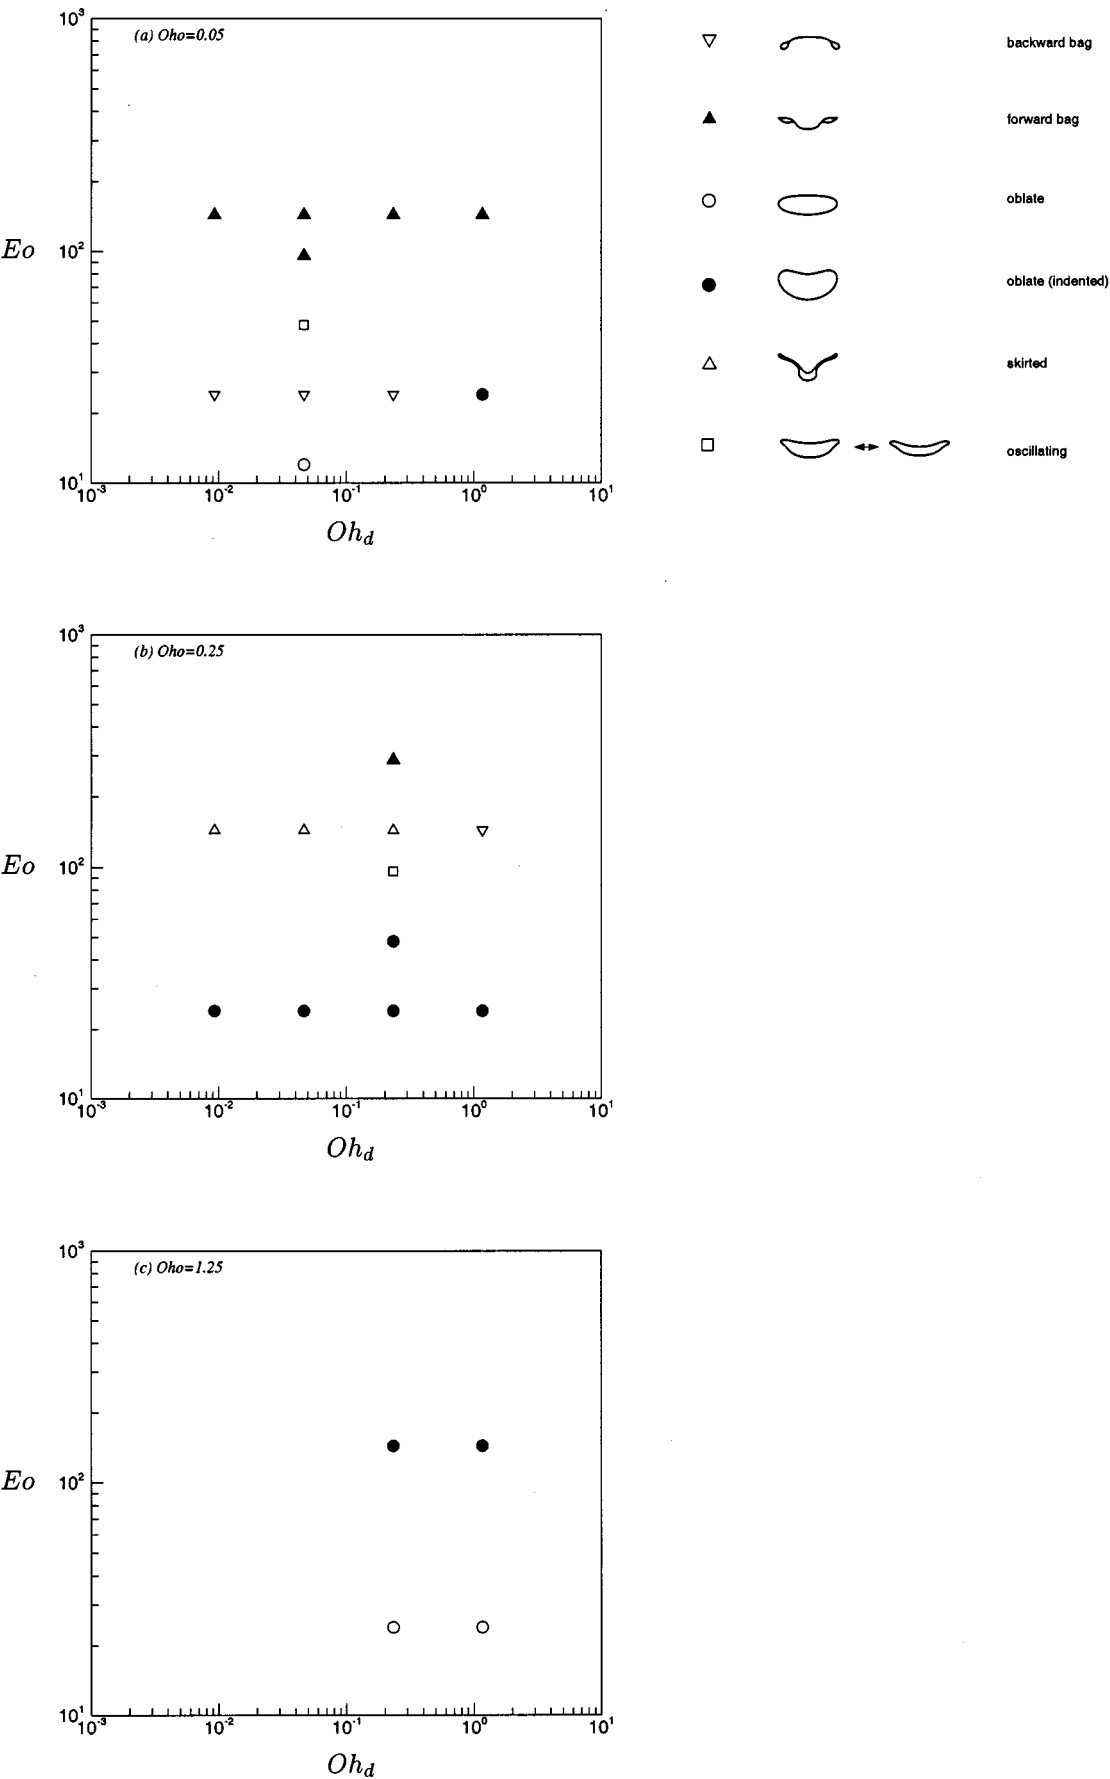 (a) Oho=0.05
10³
10²
10¹
Eo
10⁻³ 10⁻² 10⁻¹ 10⁰ 10¹
Oh_d
backward bag
forward bag
oblate
oblate (indented)
skirted
oscillating
(b) Oho=0.25
10³
10²
10¹
Eo
10⁻³ 10⁻² 10⁻¹ 10⁰ 10¹
Oh_d
(c) Oho=1.25
10³
10²
10¹
Eo
10⁻³ 10⁻² 10⁻¹ 10⁰ 10¹
Oh_d